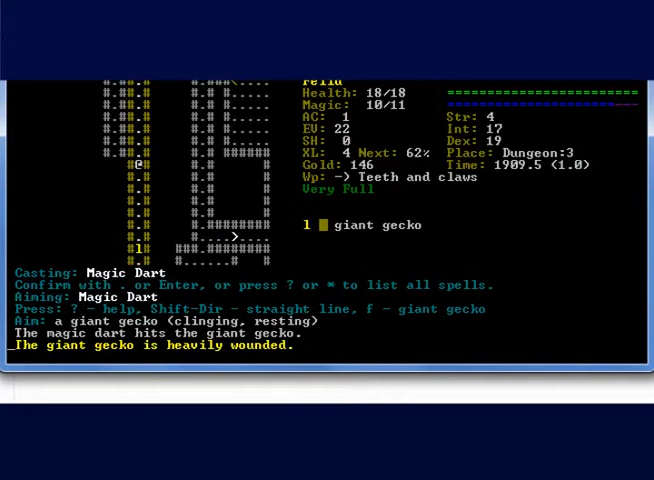 Health: 18/18
Magic: 10/11
AC: 1 Str: 4
EV: 22 Int: 17
SH: 0 Dex: 19
XL: 4 Next: 62% Place: Dungeon:3
Gold: 146 Time: 1909.5 (1.0)
Wp: -) Teeth and claws
Very Full
l giant gecko
Casting: Magic Dart
Confirm with . or Enter, or press ? or * to list all spells.
Aiming: Magic Dart
Press: ? - help, Shift-Dir - straight line, f - giant gecko
Aim: a giant gecko (clinging, resting)
The magic dart hits the giant gecko.
_The giant gecko is heavily wounded.